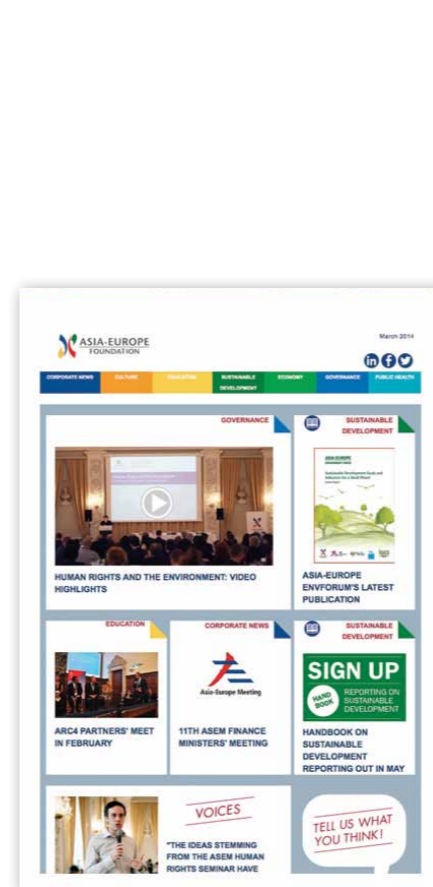 ASIA-EUROPE
FOUNDATION
March 2014
CORPORATE NEWS
CULTURE
EDUCATION
SUSTAINABLE
DEVELOPMENT
ECONOMY
GOVERNANCE
PUBLIC HEALTH
GOVERNANCE
HUMAN RIGHTS AND THE ENVIRONMENT: VIDEO
HIGHLIGHTS
SUSTAINABLE
DEVELOPMENT
ASIA-EUROPE
ENVFORUM'S LATEST
PUBLICATION
EDUCATION
ARC4 PARTNERS' MEET
IN FEBRUARY
CORPORATE NEWS
Asia-Europe Meeting
11TH ASEM FINANCE
MINISTERS' MEETING
SUSTAINABLE
DEVELOPMENT
SIGN UP
HAND
BOOK
REPORTING ON
SUSTAINABLE
DEVELOPMENT
HANDBOOK ON
SUSTAINABLE
DEVELOPMENT
REPORTING OUT IN MAY
VOICES
"THE IDEAS STEMMING
FROM THE ASEM HUMAN
RIGHTS SEMINAR HAVE
TELL US WHAT
YOU THINK!